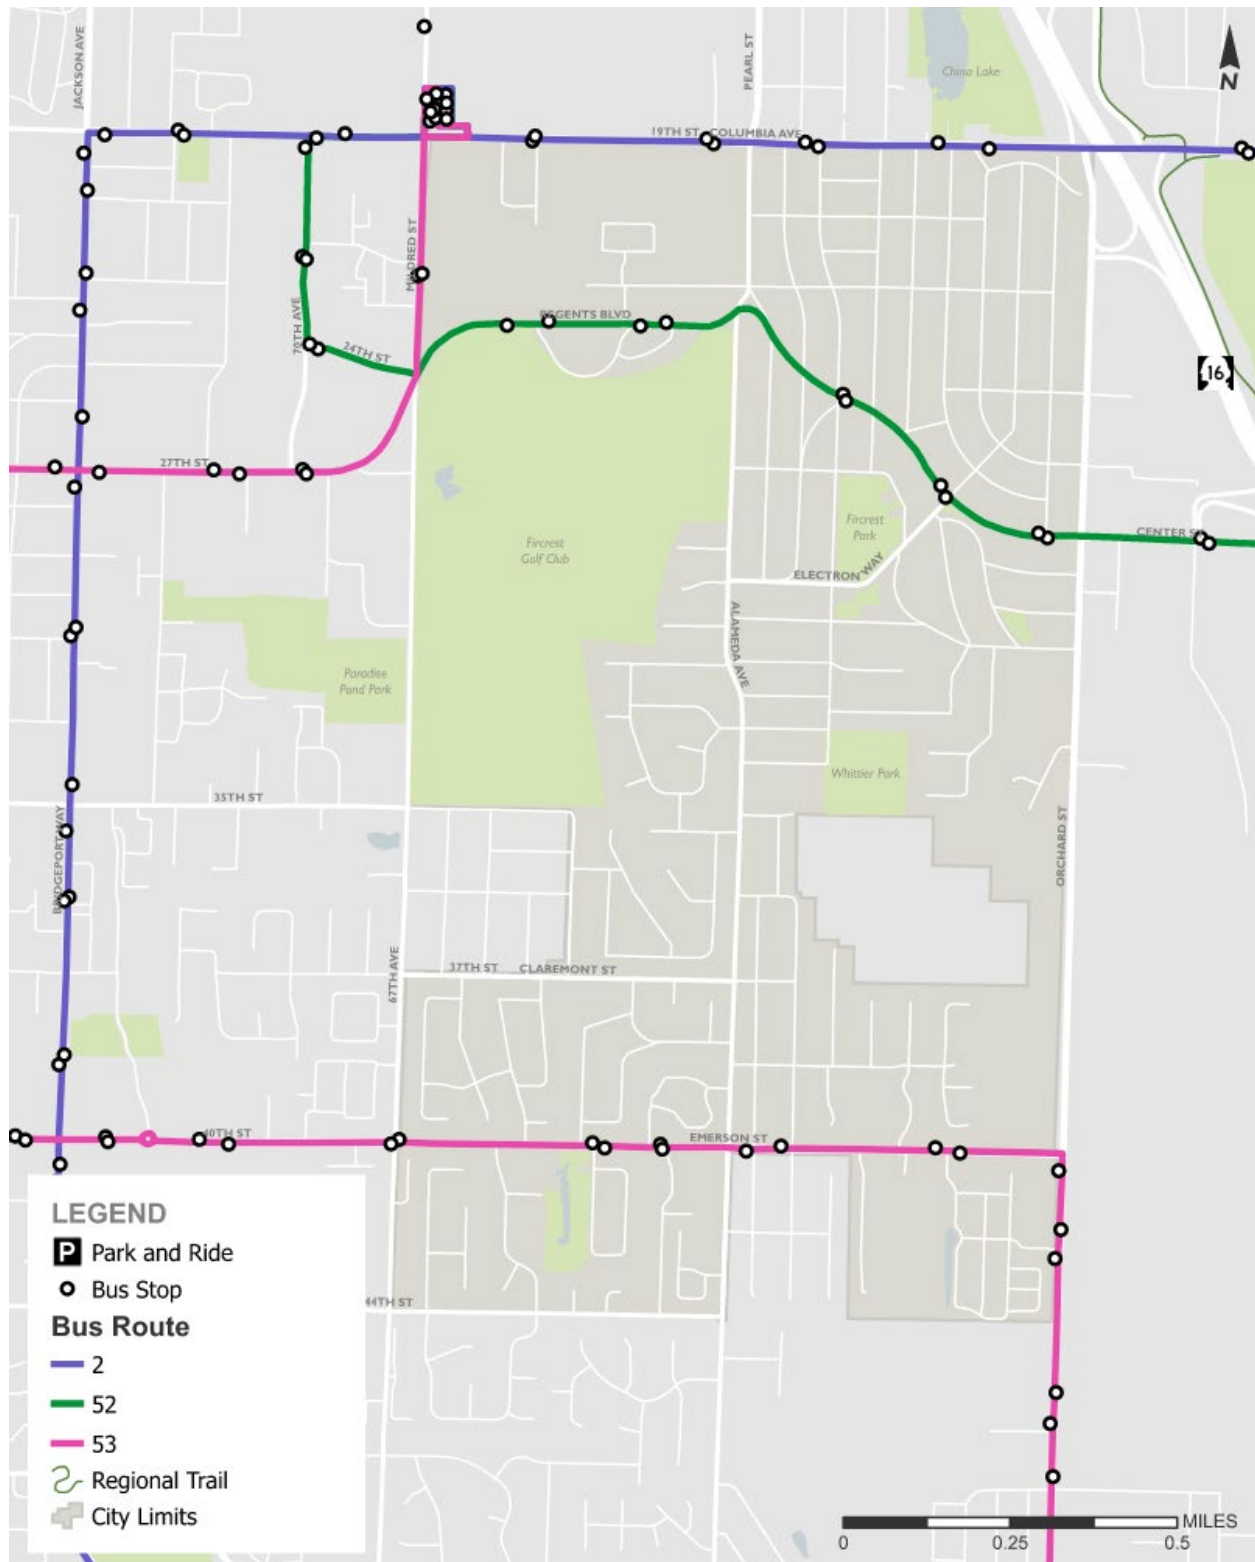 JACKSON AVE
PEARL ST
China Lake
N
19TH ST
COLUMBIA AVE
MILDRED ST
REGENTS BLVD
70TH AVE
24TH ST
16
27TH ST
Fircrest
Park
CENTER ST
Fircrest
Golf Club
ELECTRON WAY
ALAMEDA AVE
Paradise
Pond Park
Whittier Park
35TH ST
BRIDGEPORT WAY
ORCHARD ST
67TH AVE
37TH ST
CLAREMONT ST
40TH ST
EMERSON ST
44TH ST
LEGEND
P Park and Ride
Bus Stop
Bus Route
2
52
53
Regional Trail
City Limits
MILES
0 0.25 0.5